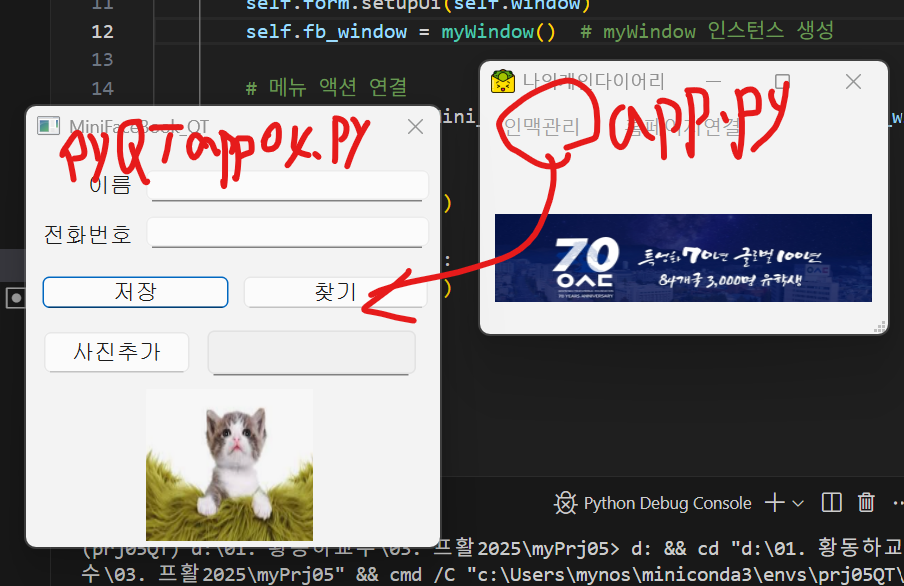 11 self.form.setupUi(self.window)
12 self.fb_window = myWindow() # myWindow 인스턴스 생성
13
14 # 메뉴 액션 연결
나의개인다이어리
인맥관리 홈페이지연결
app.py
70
특성화 70년 글로벌 100년
84개국 3,000명 유학생
70 YEARS ANNIVERSARY
MiniFaceBook QT
pyQTapp04.py
이름
전화번호
저장 찾기
사진추가
Python Debug Console
(prj05QT) d:\01. 황동하교수\03. 프활2025\myPrj05> d: && cd "d:\01. 황동하교
수\03. 프활2025\myPrj05" && cmd /C "c:\Users\mynos\miniconda3\envs\prj05QT\